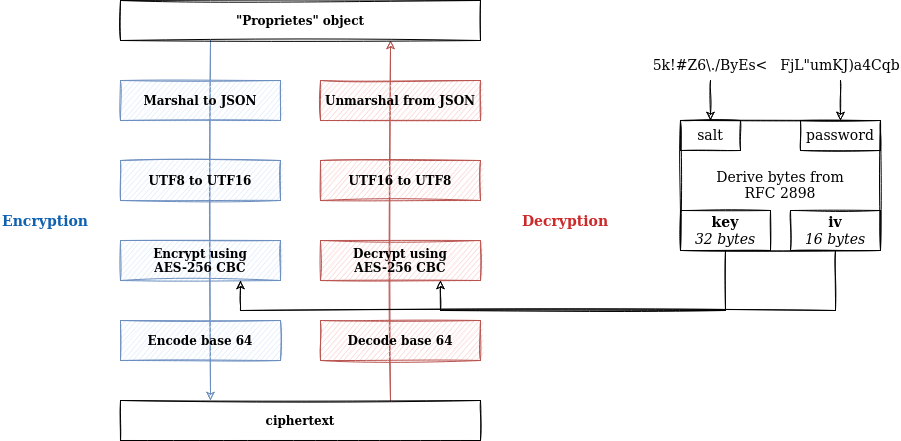 "Proprietes" object
5k!#Z6\./ByEs<
FjL"umKJ)a4Cqb
Marshal to JSON
Unmarshal from JSON
salt
password
UTF8 to UTF16
UTF16 to UTF8
Derive bytes from
RFC 2898
Encryption
Decryption
key
32 bytes
iv
16 bytes
Encrypt using
AES-256 CBC
Decrypt using
AES-256 CBC
Encode base 64
Decode base 64
ciphertext